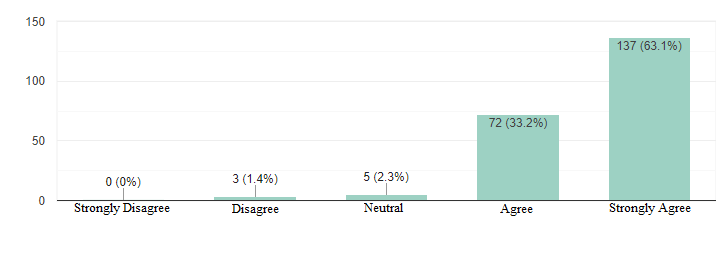 150
137 (63.1%)
100
72 (33.2%)
50
0 (0%)
3 (1.4%)
5 (2.3%)
0
Strongly Disagree
Disagree
Neutral
Agree
Strongly Agree